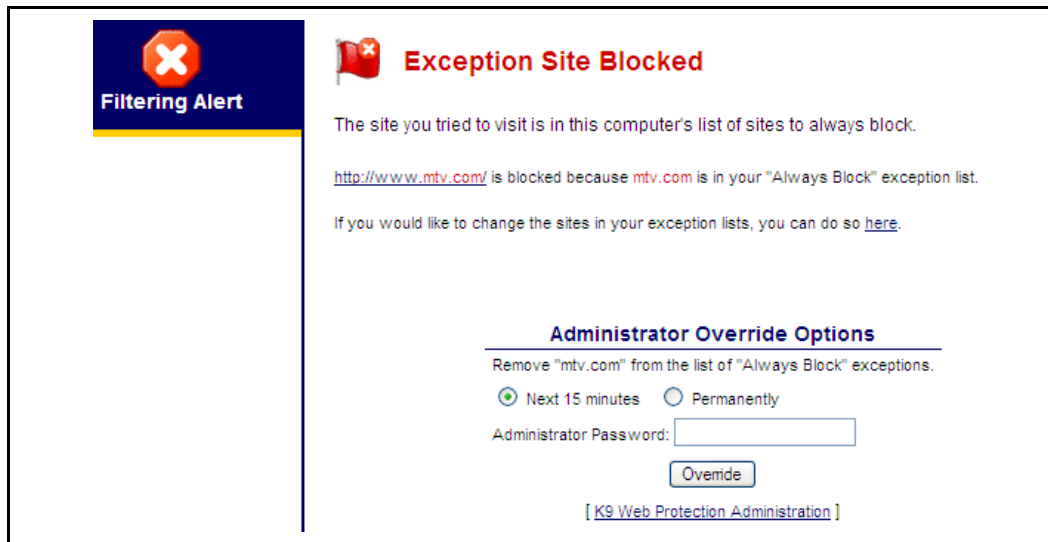 Filtering Alert
Exception Site Blocked
The site you tried to visit is in this computer's list of sites to always block.
http://www.mtv.com/ is blocked because mtv.com is in your "Always Block" exception list.
If you would like to change the sites in your exception lists, you can do so here.
Administrator Override Options
Remove "mtv.com" from the list of "Always Block" exceptions.
Next 15 minutes Permanently
Administrator Password:
Override
[ K9 Web Protection Administration ]